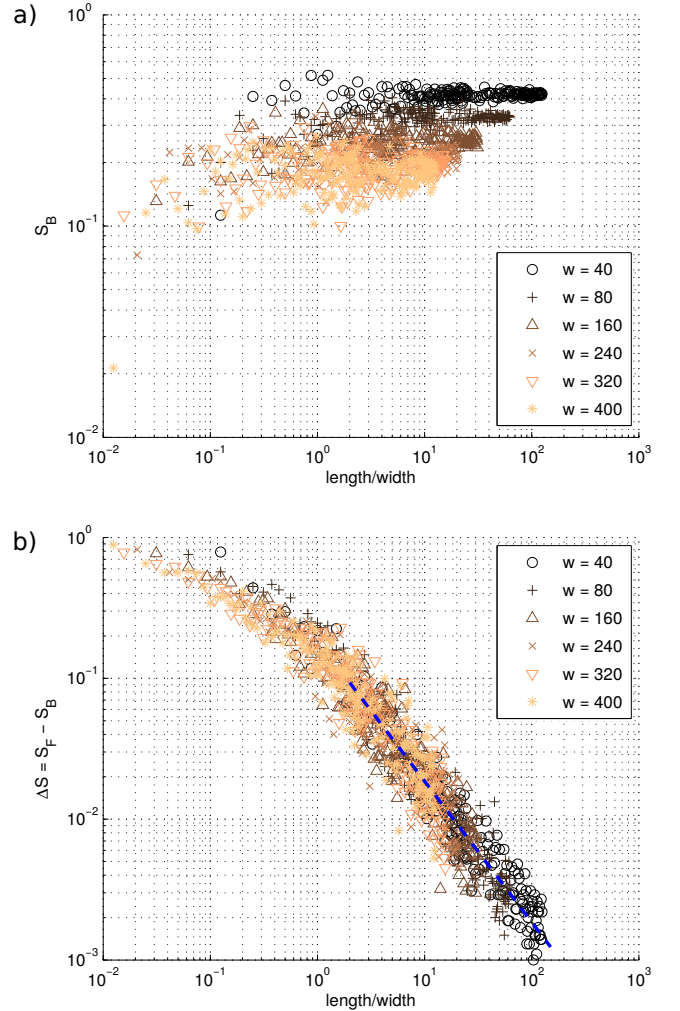 a)
10^0
10^-1
10^-2
S_B
10^-2 10^-1 10^0 10^1 10^2 10^3
length/width
w = 40
w = 80
w = 160
w = 240
w = 320
w = 400
b)
10^0
10^-1
10^-2
10^-3
ΔS = S_F − S_B
10^-2 10^-1 10^0 10^1 10^2 10^3
length/width
w = 40
w = 80
w = 160
w = 240
w = 320
w = 400